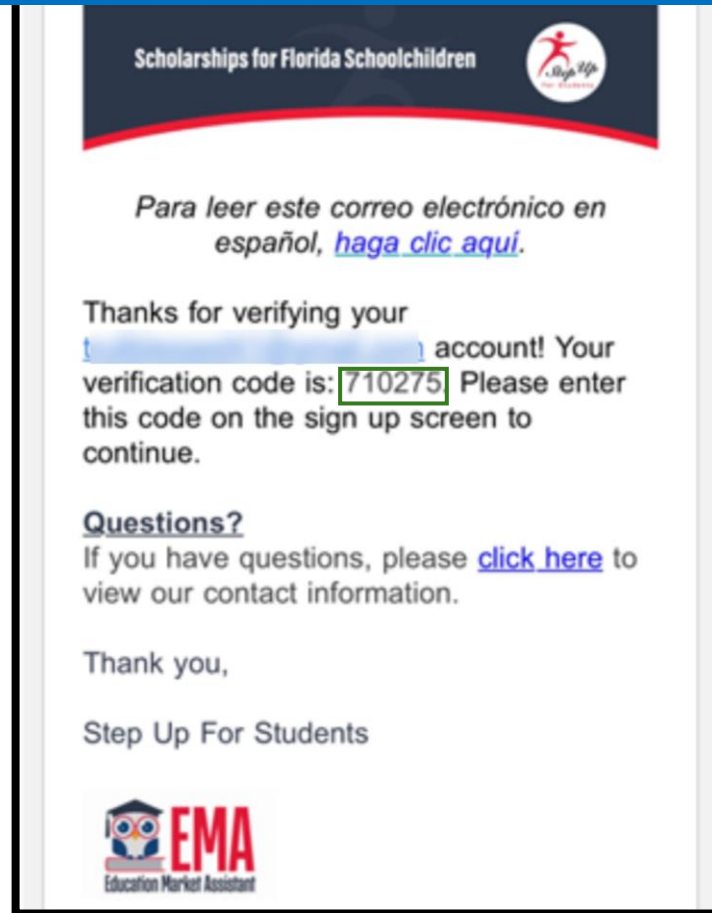 Scholarships for Florida Schoolchildren
Step Up
For Students
Para leer este correo electrónico en
español, haga clic aquí.
Thanks for verifying your
account! Your
verification code is: 710275. Please enter
this code on the sign up screen to
continue.
Questions?
If you have questions, please click here to
view our contact information.
Thank you,
Step Up For Students
EMA
Education Market Assistant